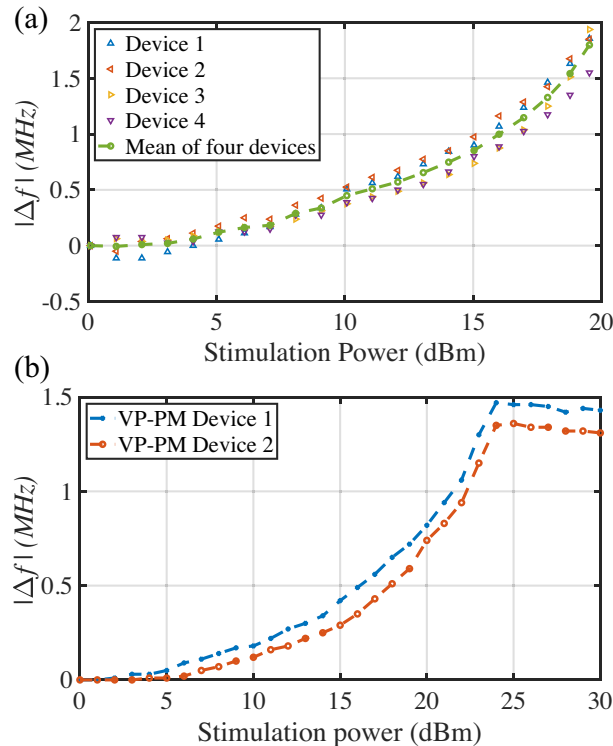 (a)
2
1.5
1
0.5
0
-0.5
|Δf| (MHz)
Device 1
Device 2
Device 3
Device 4
Mean of four devices
0 5 10 15 20
Stimulation Power (dBm)
(b)
1.5
1
0.5
0
|Δf| (MHz)
VP-PM Device 1
VP-PM Device 2
0 5 10 15 20 25 30
Stimulation power (dBm)